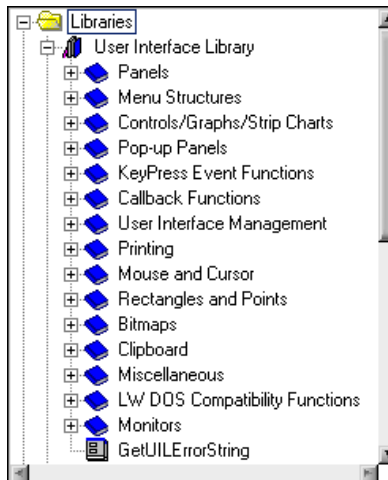 Libraries
User Interface Library
Panels
Menu Structures
Controls/Graphs/Strip Charts
Pop-up Panels
KeyPress Event Functions
Callback Functions
User Interface Management
Printing
Mouse and Cursor
Rectangles and Points
Bitmaps
Clipboard
Miscellaneous
LW DOS Compatibility Functions
Monitors
GetUILErrorString